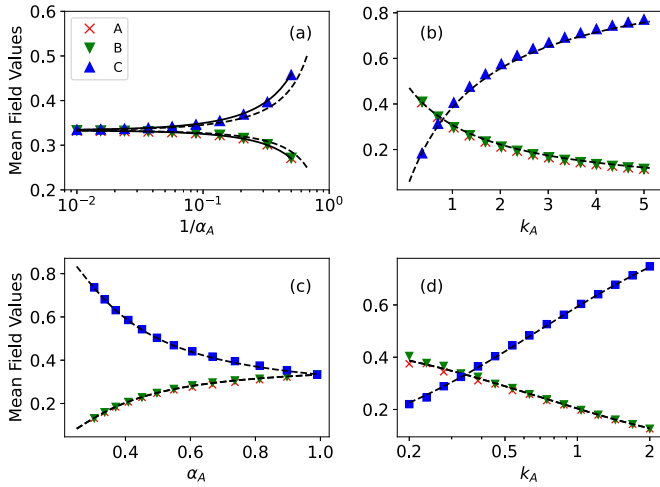 Mean Field Values
0.6
0.5
0.4
0.3
0.2
A
B
C
(a)
10⁻² 10⁻¹ 10⁰
1/α_A
0.8
0.6
0.4
0.2
(b)
1 2 3 4 5
k_A
Mean Field Values
0.8
0.6
0.4
0.2
(c)
0.4 0.6 0.8 1.0
α_A
0.6
0.4
0.2
(d)
0.2 0.5 1 2
k_A